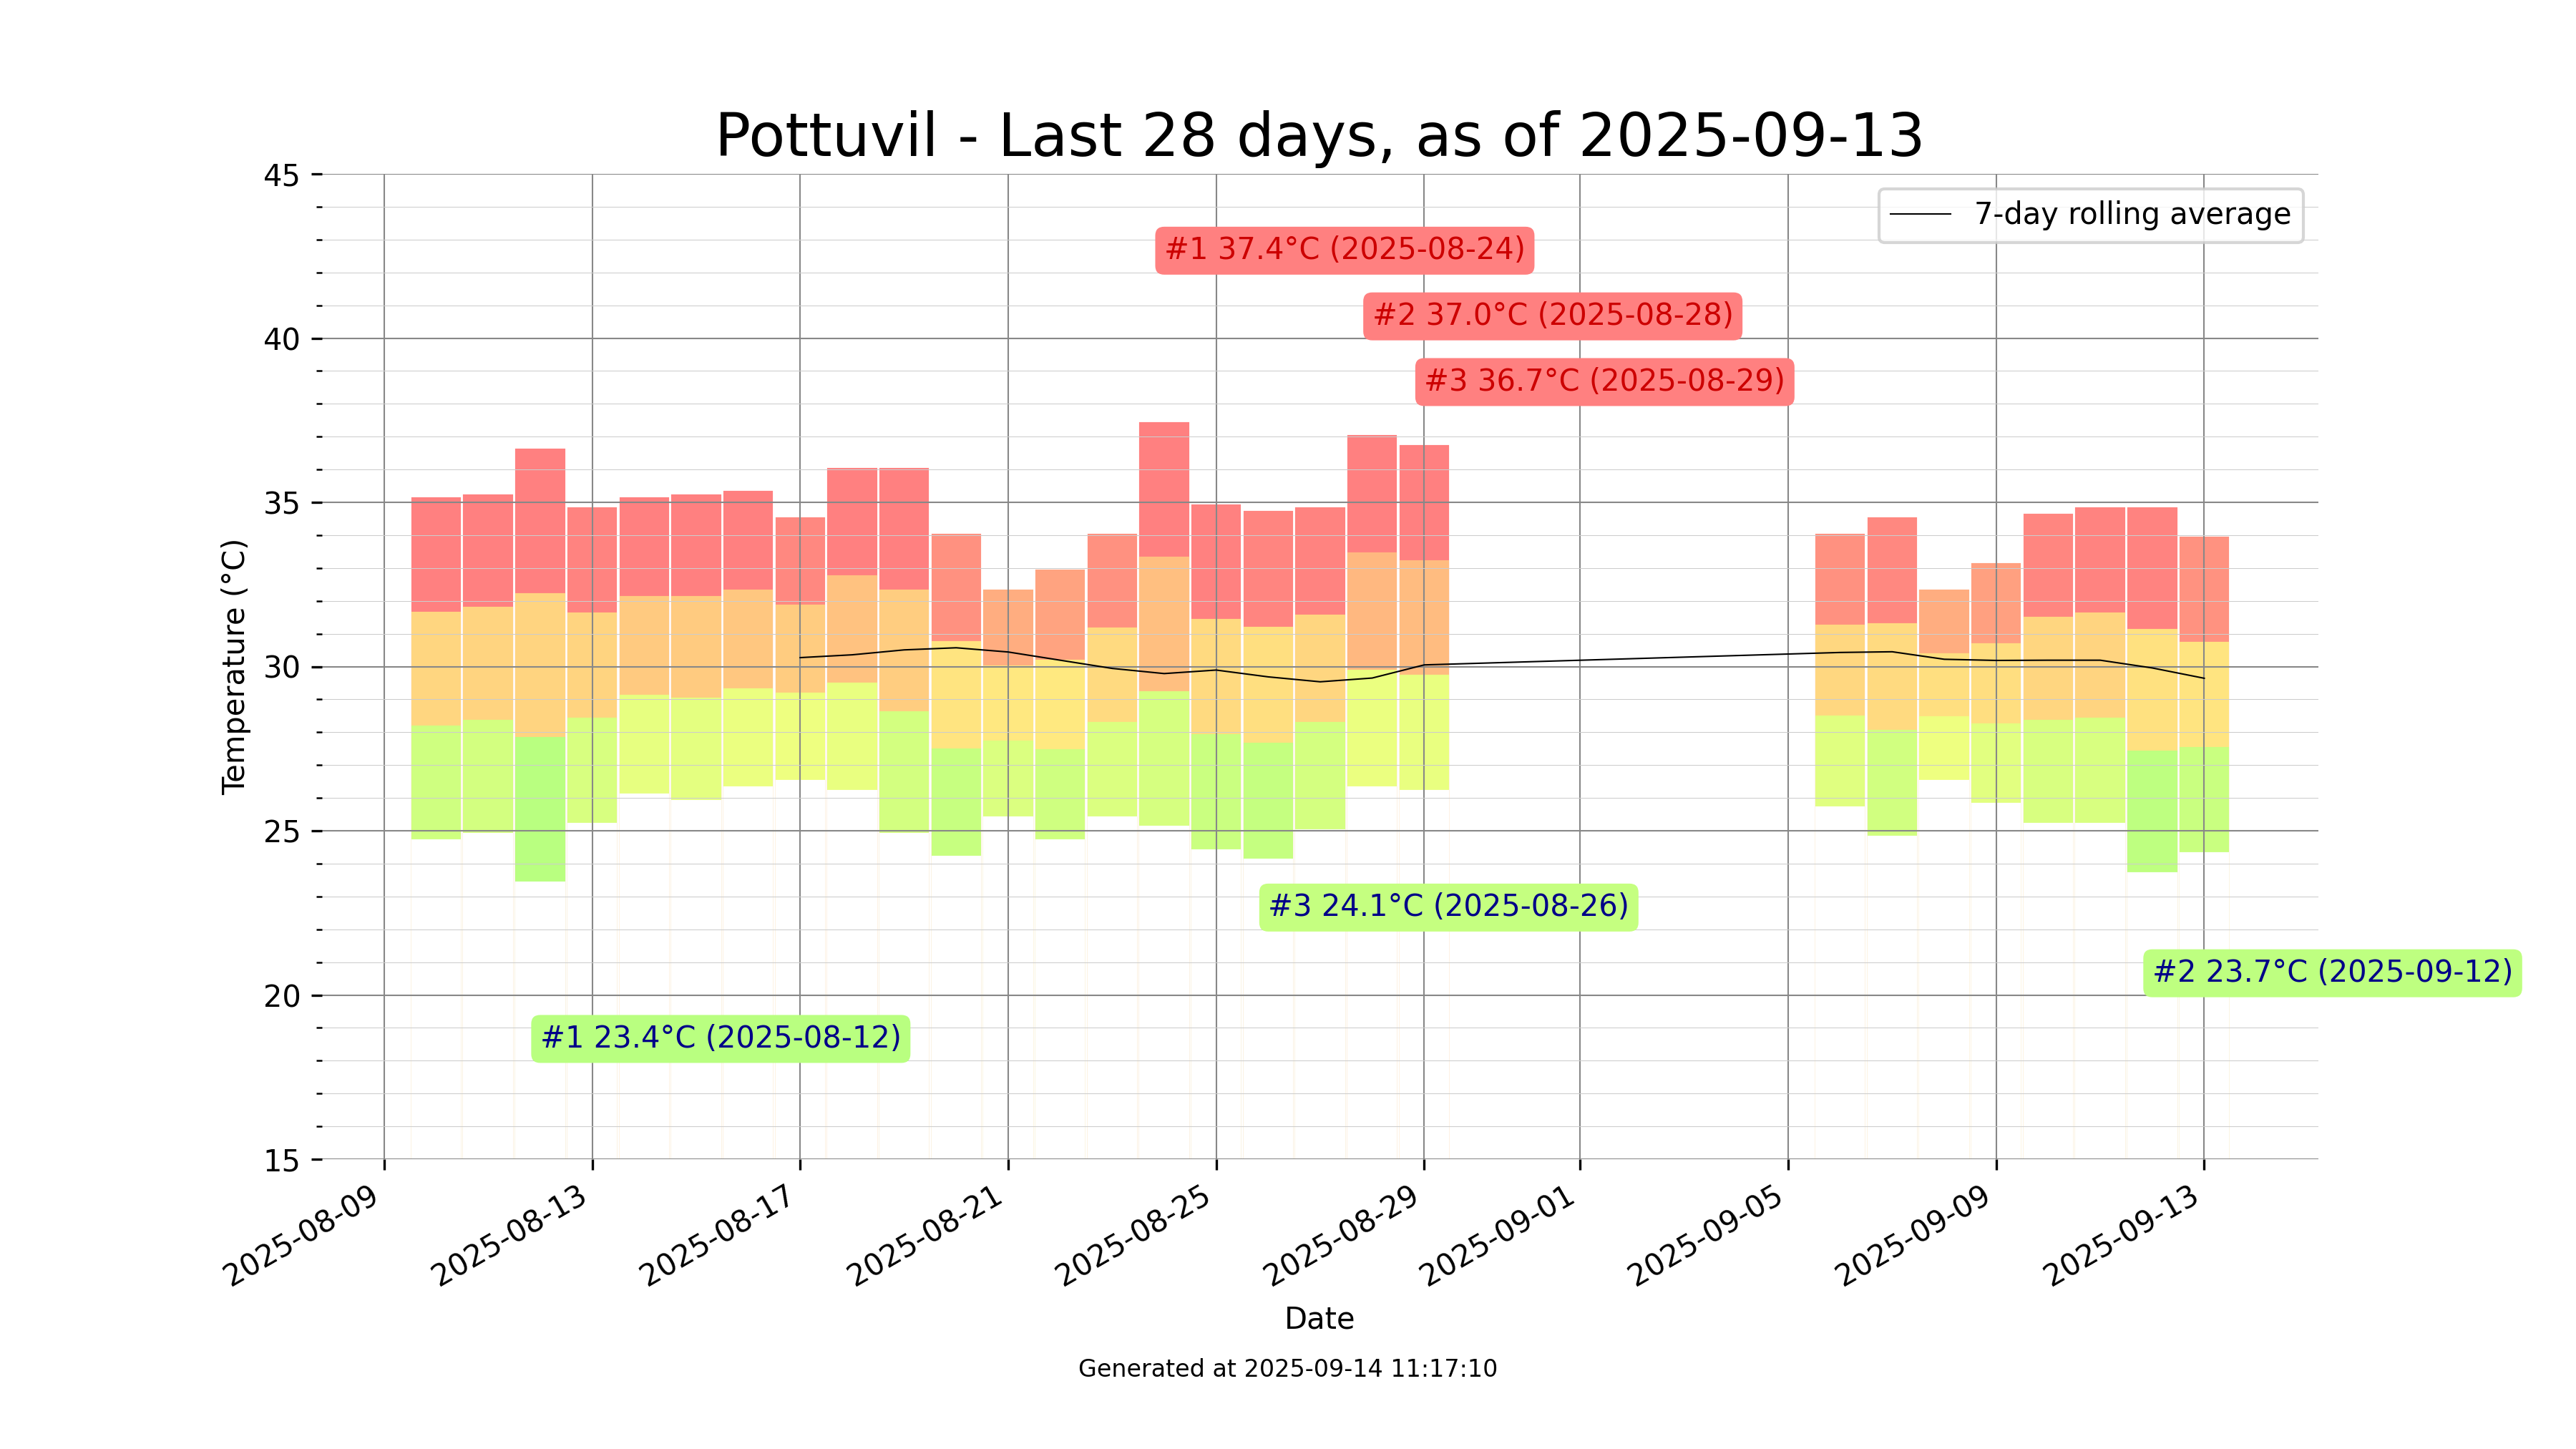 Pottuvil - Last 28 days, as of 2025-09-13
45
7-day rolling average
#1 37.4°C (2025-08-24)
#2 37.0°C (2025-08-28)
40
#3 36.7°C (2025-08-29)
35
Temperature (°C)
30
25
#3 24.1°C (2025-08-26)
#2 23.7°C (2025-09-12)
20
#1 23.4°C (2025-08-12)
15
2025-08-09
2025-08-13
2025-08-17
2025-08-21
2025-08-25
2025-08-29
2025-09-01
2025-09-05
2025-09-09
2025-09-13
Date
Generated at 2025-09-14 11:17:10